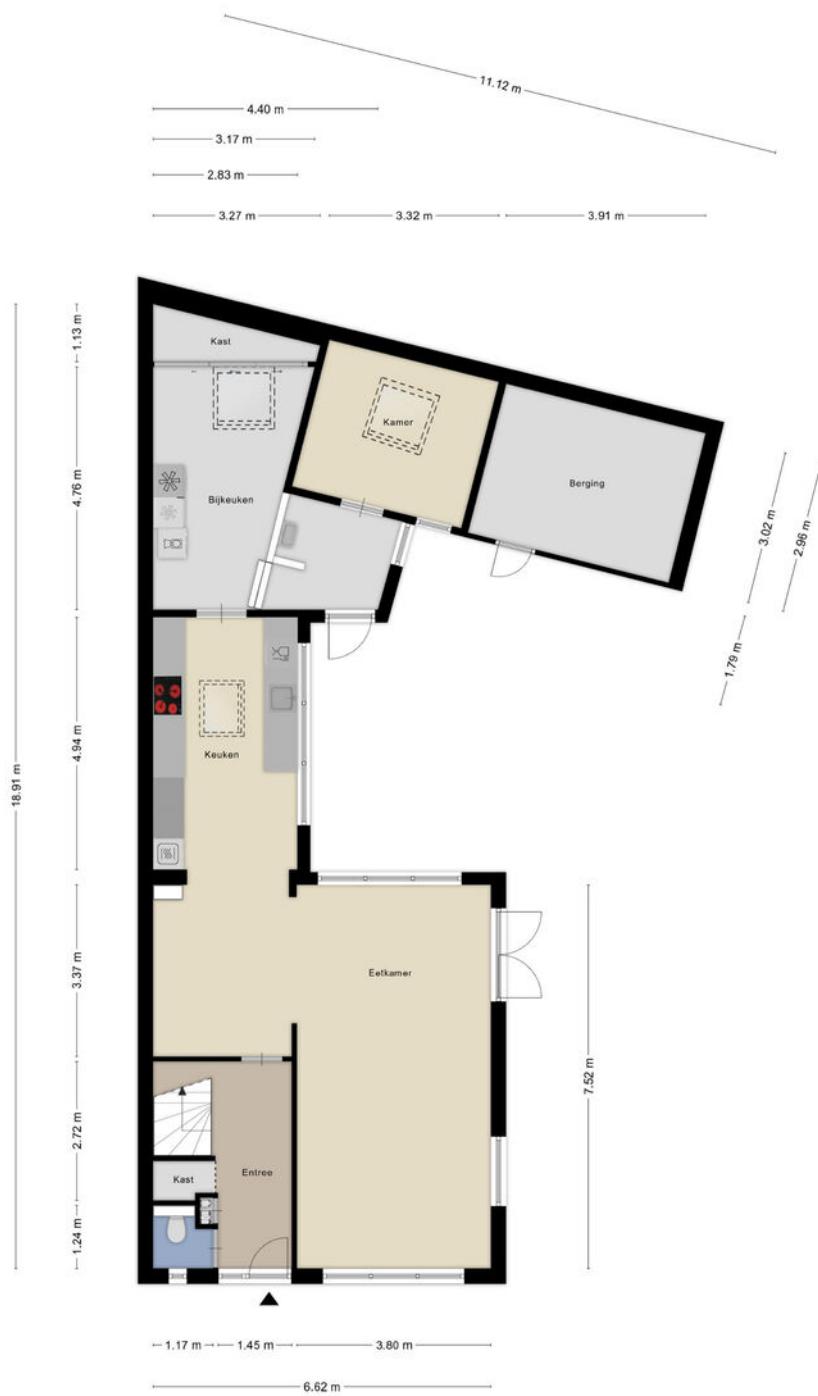 11.12 m
4.40 m
3.17 m
2.83 m
3.27 m 3.32 m 3.91 m
1.13 m
Kast
Kamer
4.76 m
Bijkeuken
Berging
3.02 m
2.96 m
1.79 m
4.94 m
Keuken
18.91 m
3.37 m
Eetkamer
7.52 m
2.72 m
Kast
Entree
1.24 m
1.17 m 1.45 m 3.80 m
6.62 m